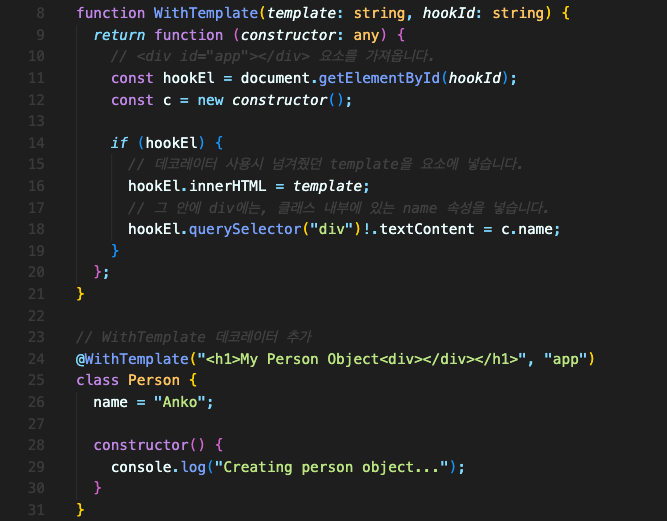 8 function WithTemplate(template: string, hookId: string) {
9 return function (constructor: any) {
10 // <div id="app"></div> 요소를 가져옵니다.
11 const hookEl = document.getElementById(hookId);
12 const c = new constructor();
13
14 if (hookEl) {
15 // 데코레이터 사용시 넘겨줬던 template을 요소에 넣습니다.
16 hookEl.innerHTML = template;
17 // 그 안에 div에는, 클래스 내부에 있는 name 속성을 넣습니다.
18 hookEl.querySelector("div")!.textContent = c.name;
19 }
20 };
21 }
22
23 // WithTemplate 데코레이터 추가
24 @WithTemplate("<h1>My Person Object<div></div></h1>", "app")
25 class Person {
26 name = "Anko";
27
28 constructor() {
29 console.log("Creating person object...");
30 }
31 }